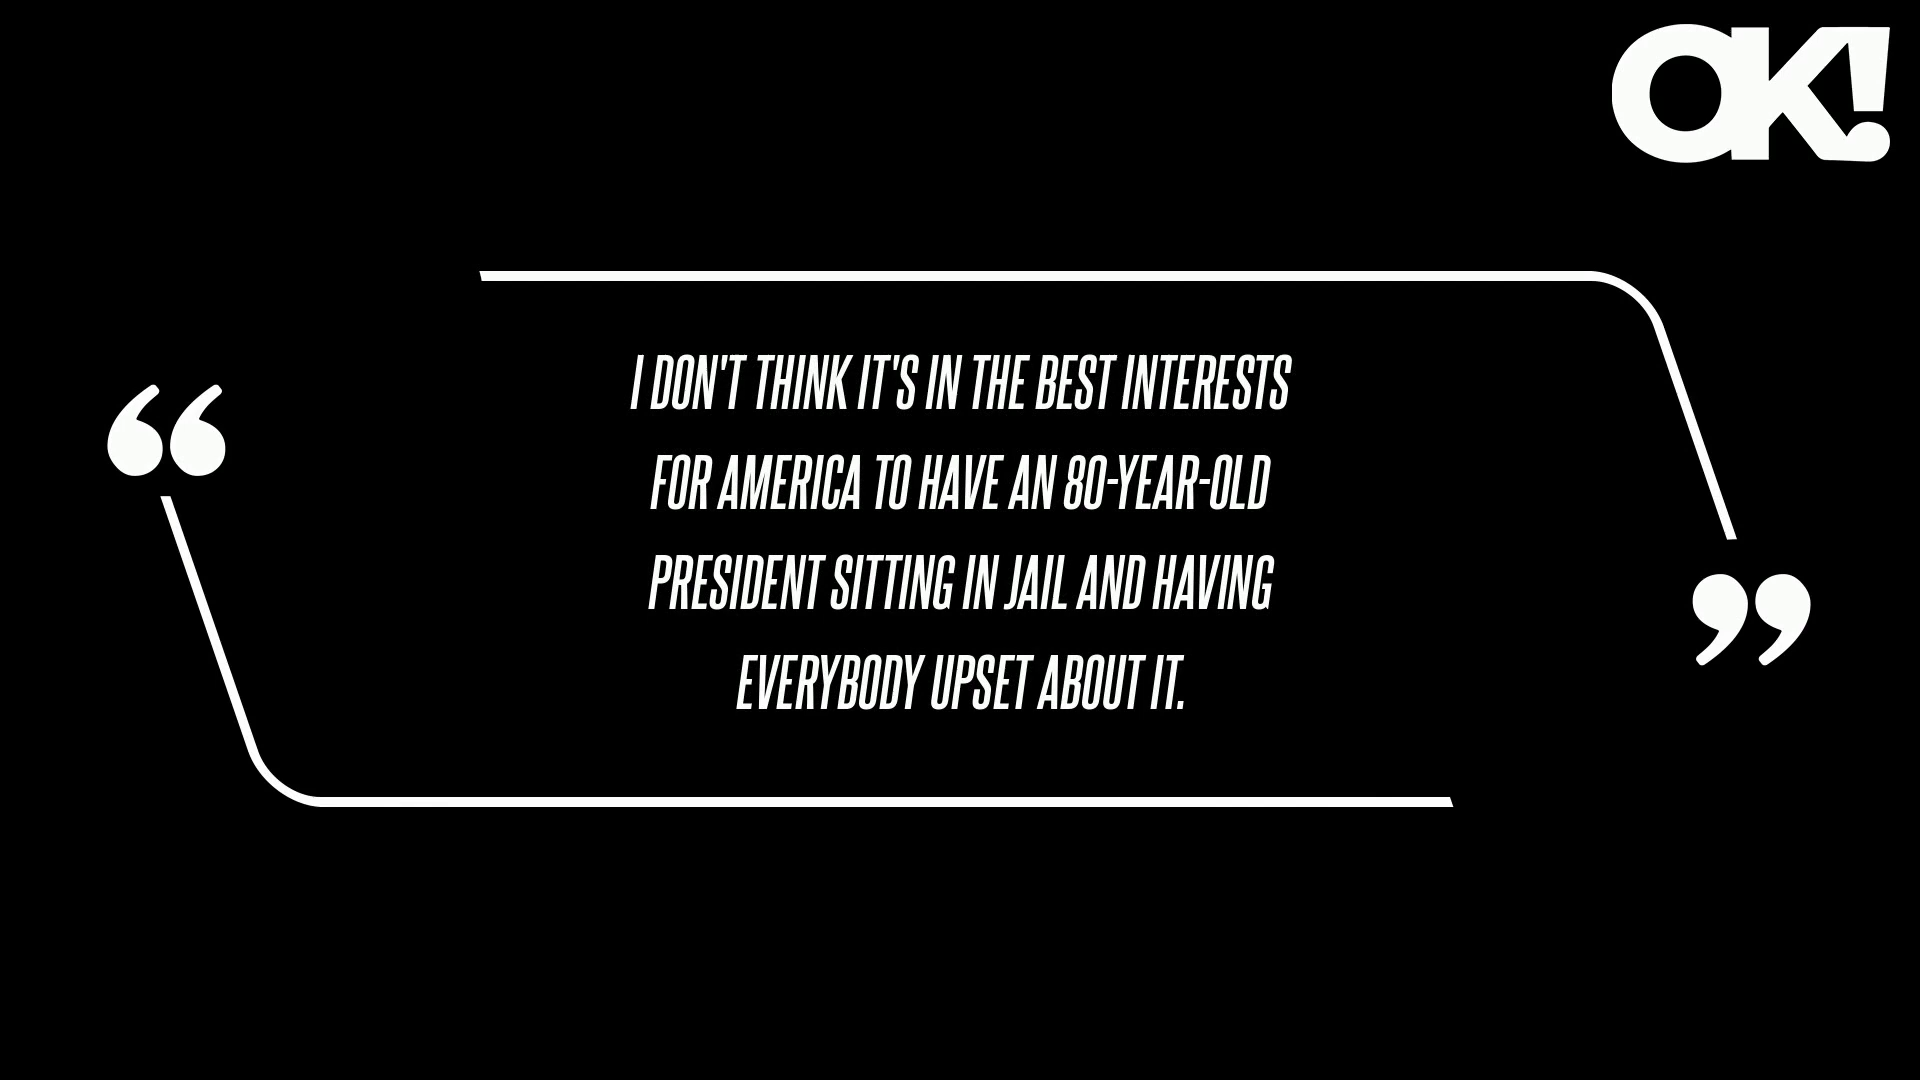 OK!
“
I DON'T THINK IT'S IN THE BEST INTERESTS
FOR AMERICA TO HAVE AN 80-YEAR-OLD
PRESIDENT SITTING IN JAIL AND HAVING
EVERYBODY UPSET ABOUT IT.
”